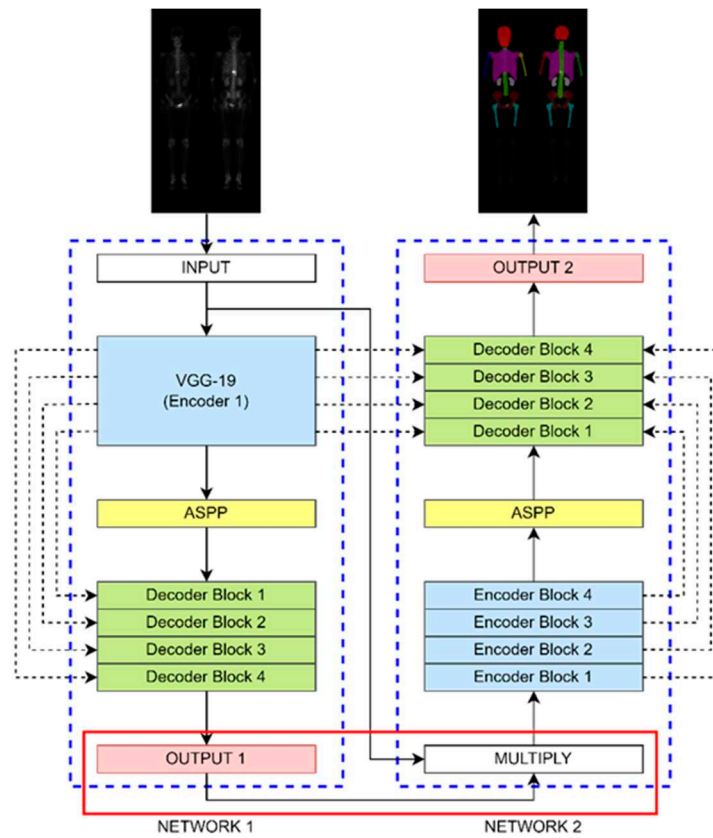 INPUT
VGG-19
(Encoder 1)
ASPP
Decoder Block 1
Decoder Block 2
Decoder Block 3
Decoder Block 4
OUTPUT 1
NETWORK 1
OUTPUT 2
Decoder Block 4
Decoder Block 3
Decoder Block 2
Decoder Block 1
ASPP
Encoder Block 4
Encoder Block 3
Encoder Block 2
Encoder Block 1
MULTIPLY
NETWORK 2